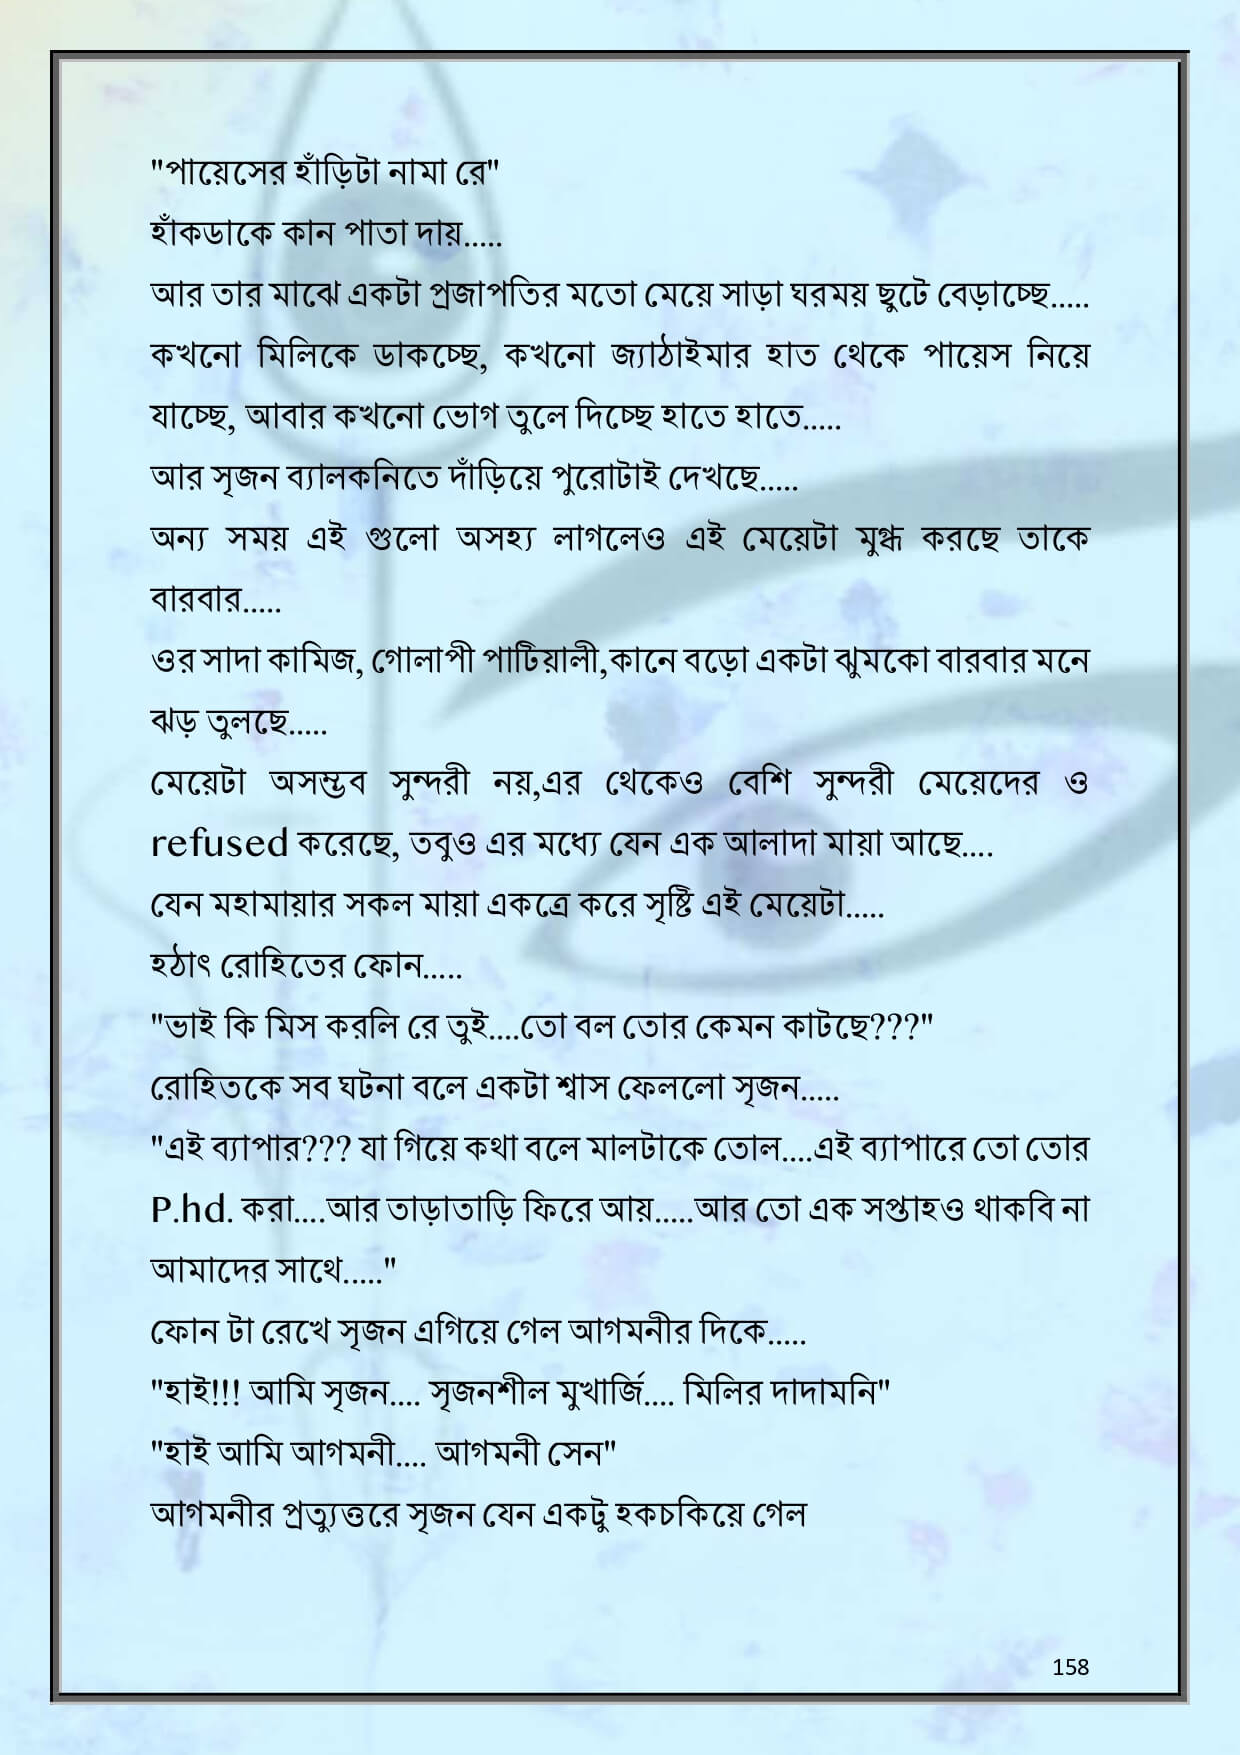 "পায়েসের হাঁড়িটা নামা রে"
হাঁকডাকে কান পাতা দায়.....
আর তার মাঝে একটা প্রজাপতির মতো মেয়ে সাড়া ঘরময় ছুটে বেড়াচ্ছে.....
কখনো মিলিকে ডাকচ্ছে, কখনো জ্যাঠাইমার হাত থেকে পায়েস নিয়ে
যাচ্ছে, আবার কখনো ভোগ তুলে দিচ্ছে হাতে হাতে.....
আর সৃজন ব্যালকনিতে দাঁড়িয়ে পুরোটাই দেখছে.....
অন্য সময় এই গুলো অসহ্য লাগলেও এই মেয়েটা মুগ্ধ করছে তাকে
বারবার.....
ওর সাদা কামিজ, গোলাপী পাটিয়ালী,কানে বড়ো একটা ঝুমকো বারবার মনে
ঝড় তুলছে.....
মেয়েটা অসম্ভব সুন্দরী নয়,এর থেকেও বেশি সুন্দরী মেয়েদের ও
refused করেছে, তবুও এর মধ্যে যেন এক আলাদা মায়া আছে....
যেন মহামায়ার সকল মায়া একত্রে করে সৃষ্টি এই মেয়েটা.....
হঠাৎ রোহিতের ফোন.....
"ভাই কি মিস করলি রে তুই....তো বল তোর কেমন কাটছে???"
রোহিতকে সব ঘটনা বলে একটা শ্বাস ফেললো সৃজন.....
"এই ব্যাপার??? যা গিয়ে কথা বলে মালটাকে তোল....এই ব্যাপারে তো তোর
P.hd. করা....আর তাড়াতাড়ি ফিরে আয়.....আর তো এক সপ্তাহও থাকবি না
আমাদের সাথে....."
ফোন টা রেখে সৃজন এগিয়ে গেল আগমনীর দিকে.....
"হাই!!! আমি সৃজন.... সৃজনশীল মুখার্জি.... মিলির দাদামনি"
"হাই আমি আগমনী.... আগমনী সেন"
আগমনীর প্রত্যুত্তরে সৃজন যেন একটু হকচকিয়ে গেল
158